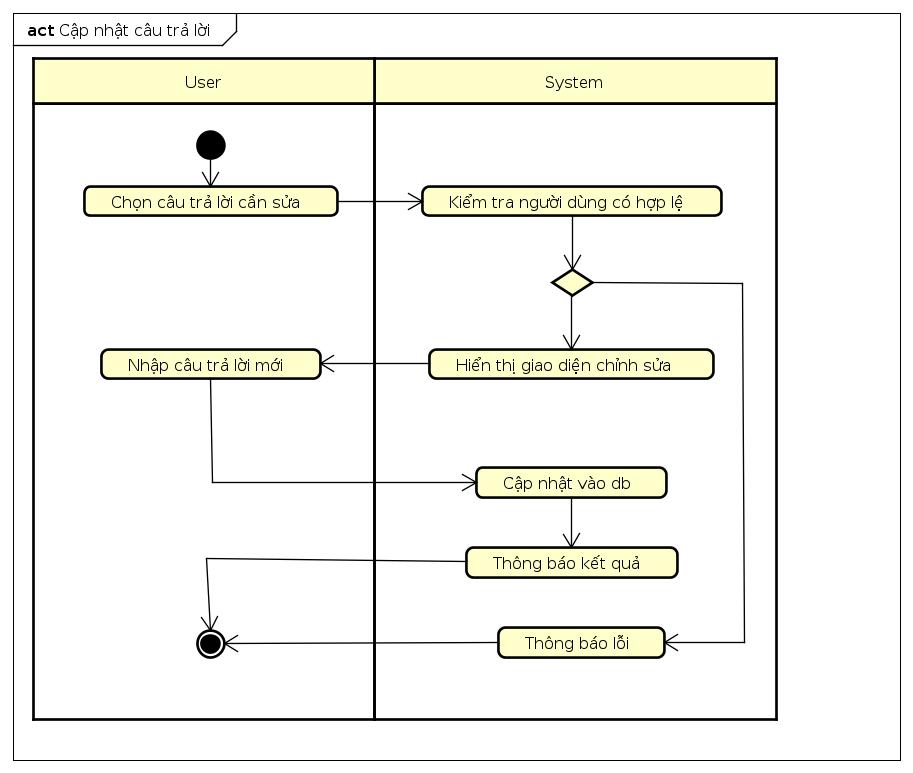 act Cập nhật câu trả lời
User
System
Chọn câu trả lời cần sửa
Kiểm tra người dùng có hợp lệ
Nhập câu trả lời mới
Hiển thị giao diện chỉnh sửa
Cập nhật vào db
Thông báo kết quả
Thông báo lỗi